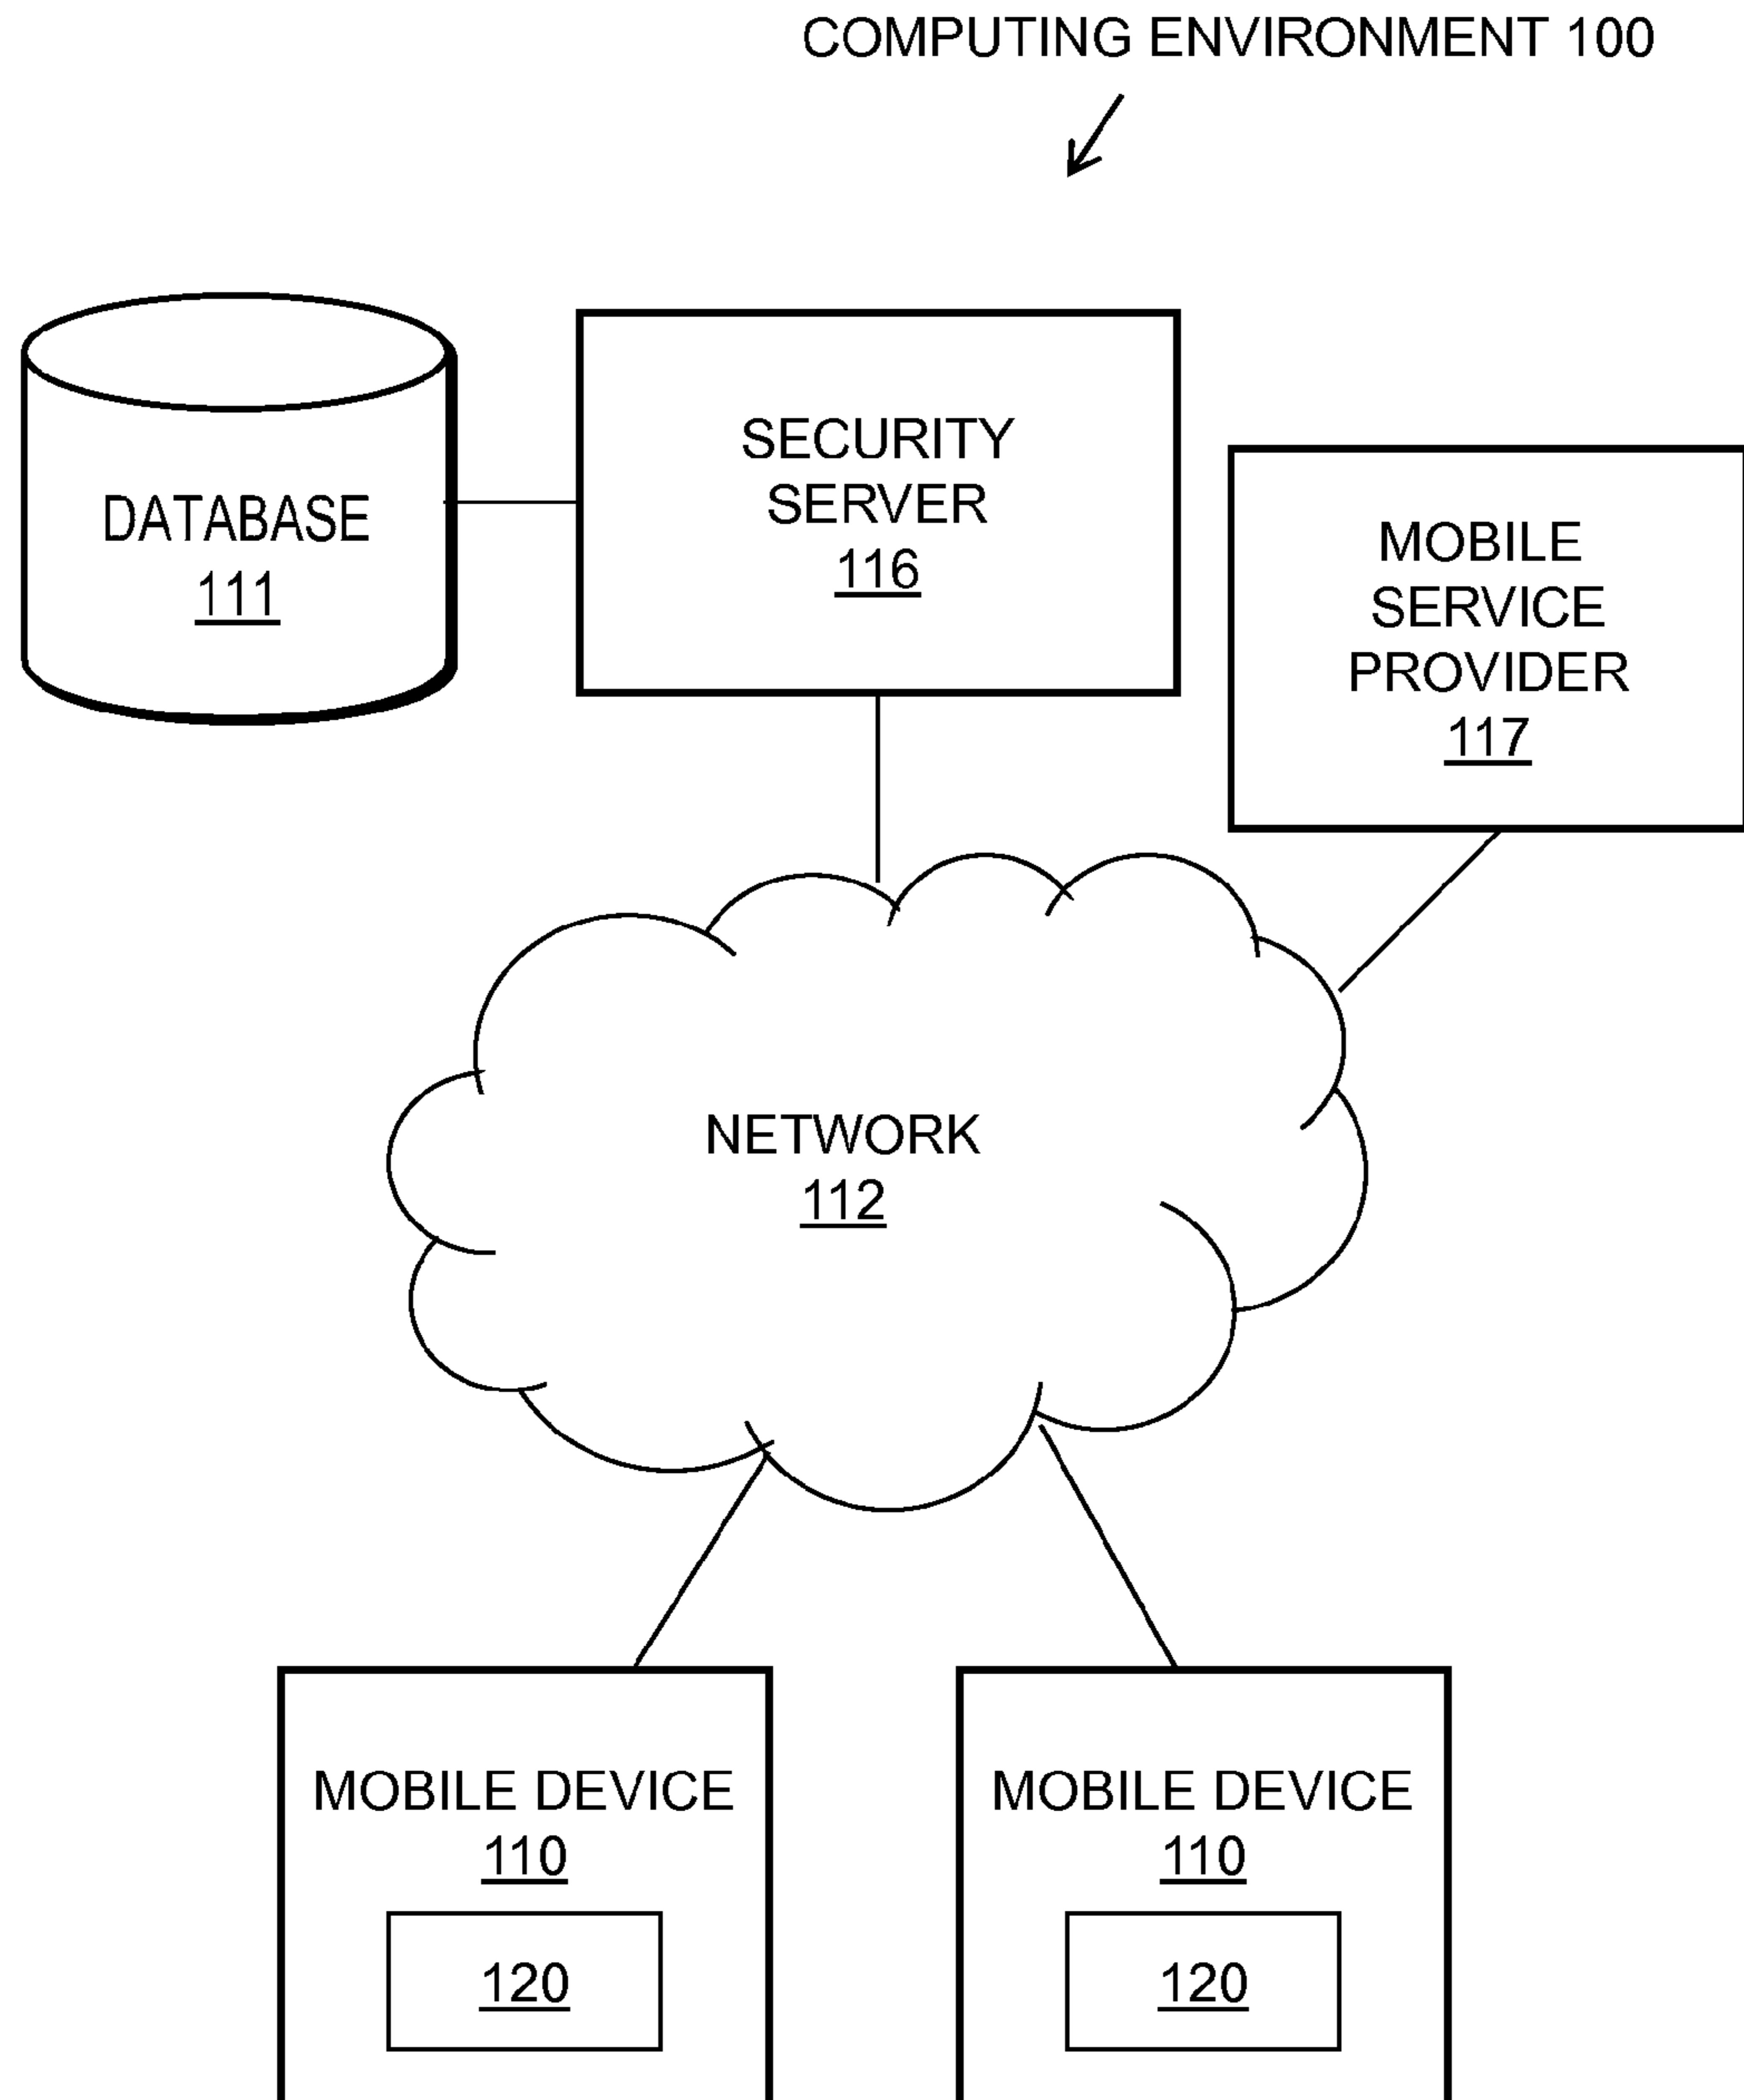 COMPUTING ENVIRONMENT 100
DATABASE
111
SECURITY
SERVER
116
MOBILE
SERVICE
PROVIDER
117
NETWORK
112
MOBILE DEVICE
110
120
MOBILE DEVICE
110
120